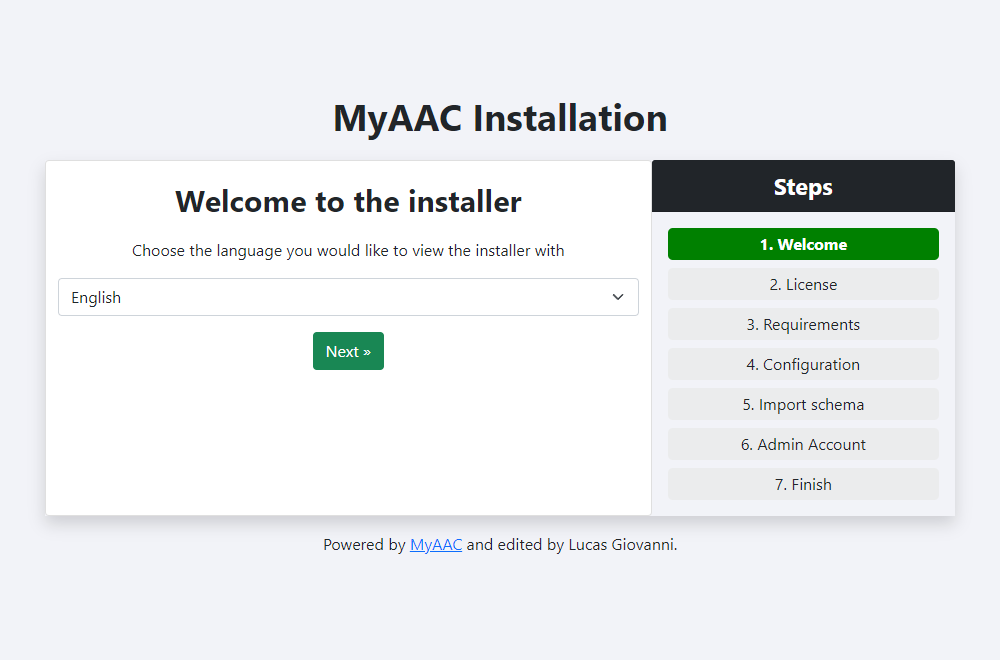 MyAAC Installation
Welcome to the installer
Choose the language you would like to view the installer with
English
Next »
Steps
1. Welcome
2. License
3. Requirements
4. Configuration
5. Import schema
6. Admin Account
7. Finish
Powered by MyAAC and edited by Lucas Giovanni.